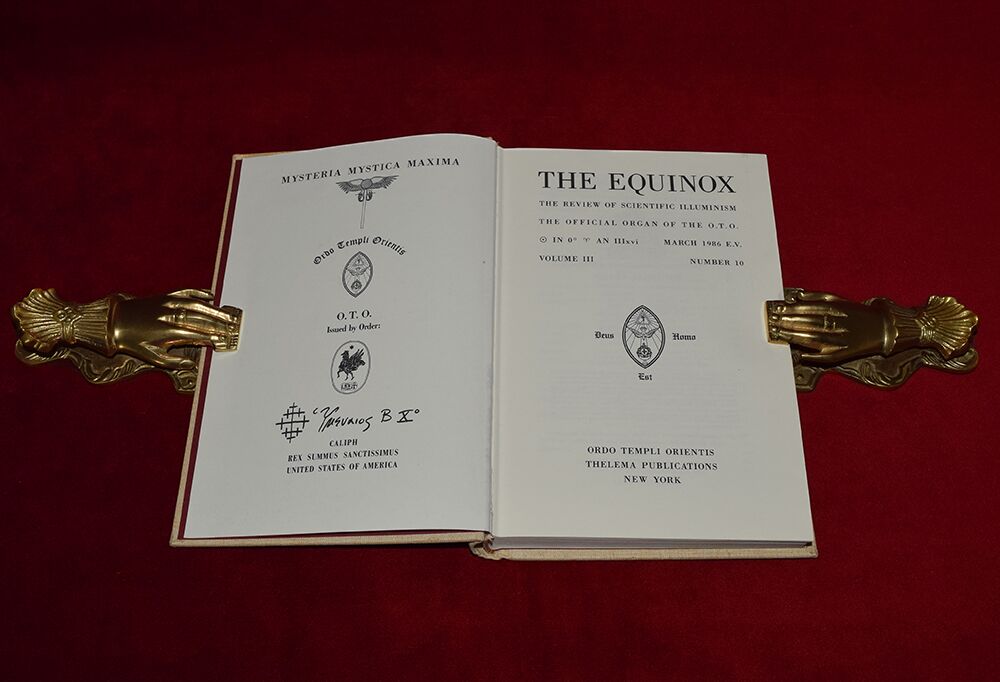 MYSTERIA MYSTICA MAXIMA
Ordo Templi Orientis
O.T.O.
Issued by Order:
Ὑμεναιος B X°
CALIPH
REX SUMMUS SANCTISSIMUS
UNITED STATES OF AMERICA
THE EQUINOX
THE REVIEW OF SCIENTIFIC ILLUMINISM
THE OFFICIAL ORGAN OF THE O.T.O.
☉ IN 0° ♈ AN IIIxvi MARCH 1986 E.V.
VOLUME III NUMBER 10
Deus Homo
Est
ORDO TEMPLI ORIENTIS
THELEMA PUBLICATIONS
NEW YORK